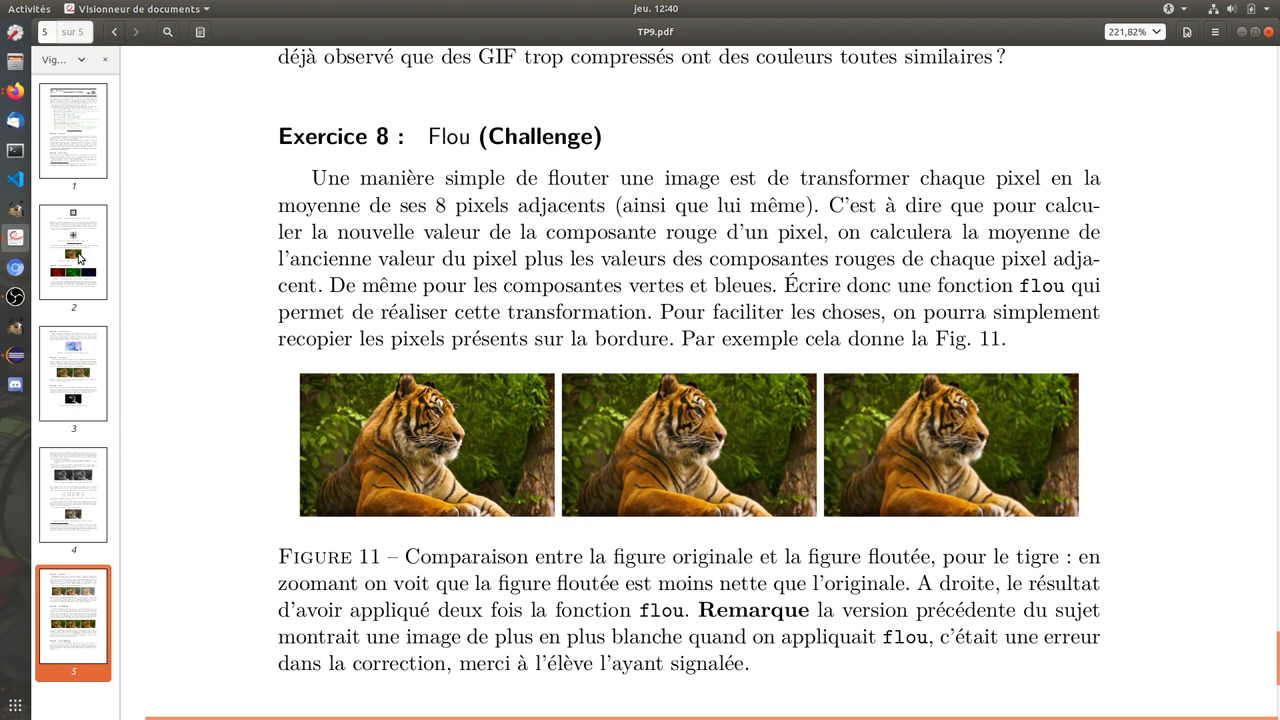 Activités Visionneur de documents jeu. 12:40
5 sur 5 TP9.pdf 221,82%
Vig...
1
2
3
4
5
déjà observé que des GIF trop compressés ont des couleurs toutes similaires ?
Exercice 8 : Flou (Challenge)
Une manière simple de flouter une image est de transformer chaque pixel en la
moyenne de ses 8 pixels adjacents (ainsi que lui même). C'est à dire que pour calcu-
ler la nouvelle valeur de la composante rouge d'un pixel, on calculera la moyenne de
l'ancienne valeur du pixel plus les valeurs des composantes rouges de chaque pixel adja-
cent. De même pour les composantes vertes et bleues. Écrire donc une fonction flou qui
permet de réaliser cette transformation. Pour faciliter les choses, on pourra simplement
recopier les pixels présents sur la bordure. Par exemple cela donne la Fig. 11.
FIGURE 11 – Comparaison entre la figure originale et la figure floutée, pour le tigre : en
zoomant on voit que la figure floutée est moins nette que l'originale. A droite, le résultat
d'avoir appliqué deux fois la fonction flou. Remarque la version précédente du sujet
montrait une image de plus en plus blanche quand on appliquait flou, c'était une erreur
dans la correction, merci à l'élève l'ayant signalée.